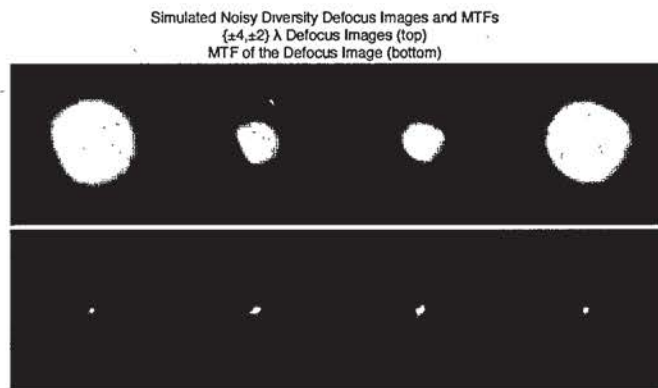 Simulated Noisy Diversity Defocus Images and MTFs
{±4,±2} λ Defocus Images (top)
MTF of the Defocus Image (bottom)